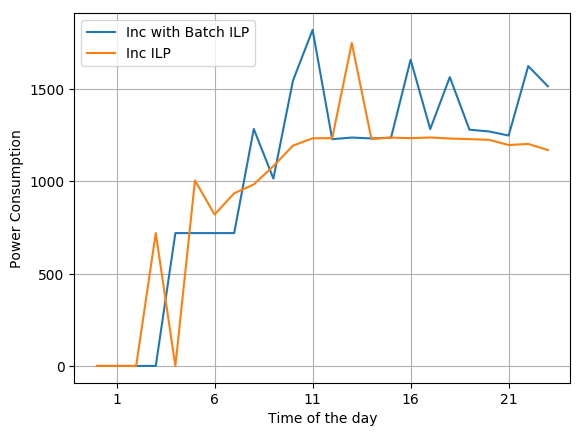 Inc with Batch ILP
Inc ILP
Power Consumption
1500
1000
500
0
1
6
11
16
21
Time of the day